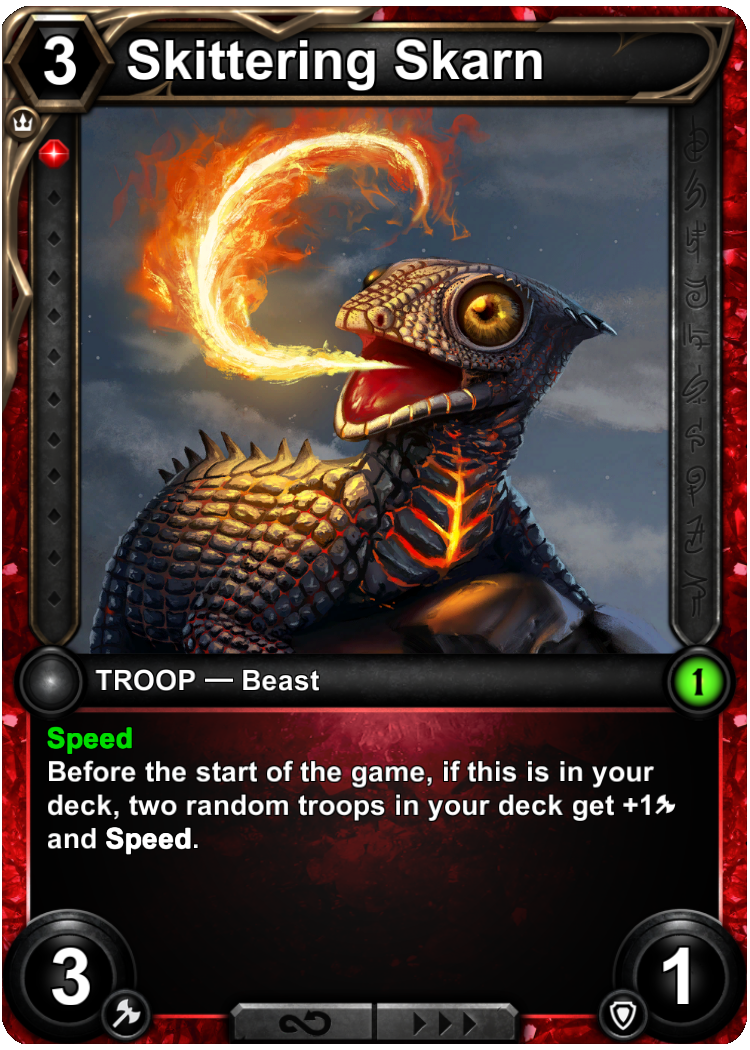 3 Skittering Skarn
TROOP — Beast
1
Speed
Before the start of the game, if this is in your
deck, two random troops in your deck get +1
and Speed.
3
1